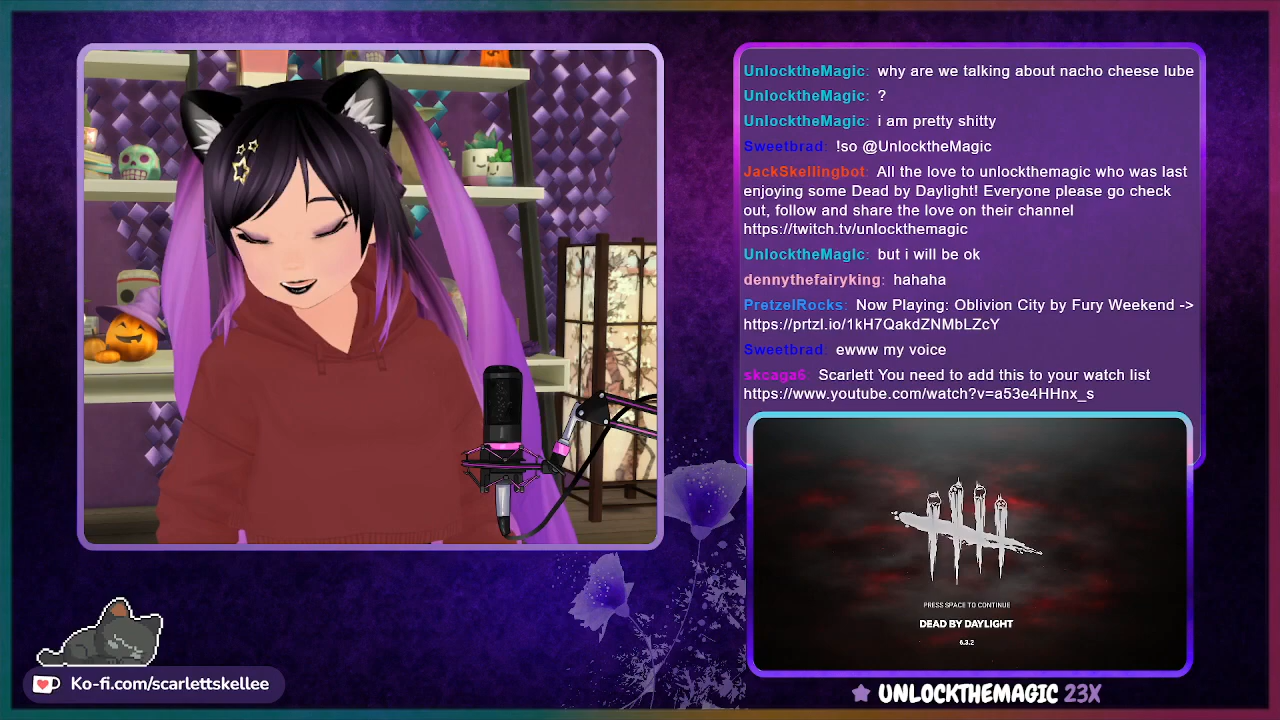 UnlocktheMagic: why are we talking about nacho cheese lube
UnlocktheMagic: ?
UnlocktheMagic: i am pretty shitty
Sweetbrad: !so @UnlocktheMagic
JackSkellingbot: All the love to unlockthemagic who was last
enjoying some Dead by Daylight! Everyone please go check
out, follow and share the love on their channel
https://twitch.tv/unlockthemagic
UnlocktheMagic: but i will be ok
dennythefairyking: hahaha
PretzelRocks: Now Playing: Oblivion City by Fury Weekend ->
https://prtzl.io/1kH7QakdZNMbLZcY
Sweetbrad: ewww my voice
skcaga6: Scarlett You need to add this to your watch list
https://www.youtube.com/watch?v=a53e4HHnx_s
PRESS SPACE TO CONTINUE
DEAD BY DAYLIGHT
6.3.2
Ko-fi.com/scarlettskellee
UNLOCKTHEMAGIC 23X